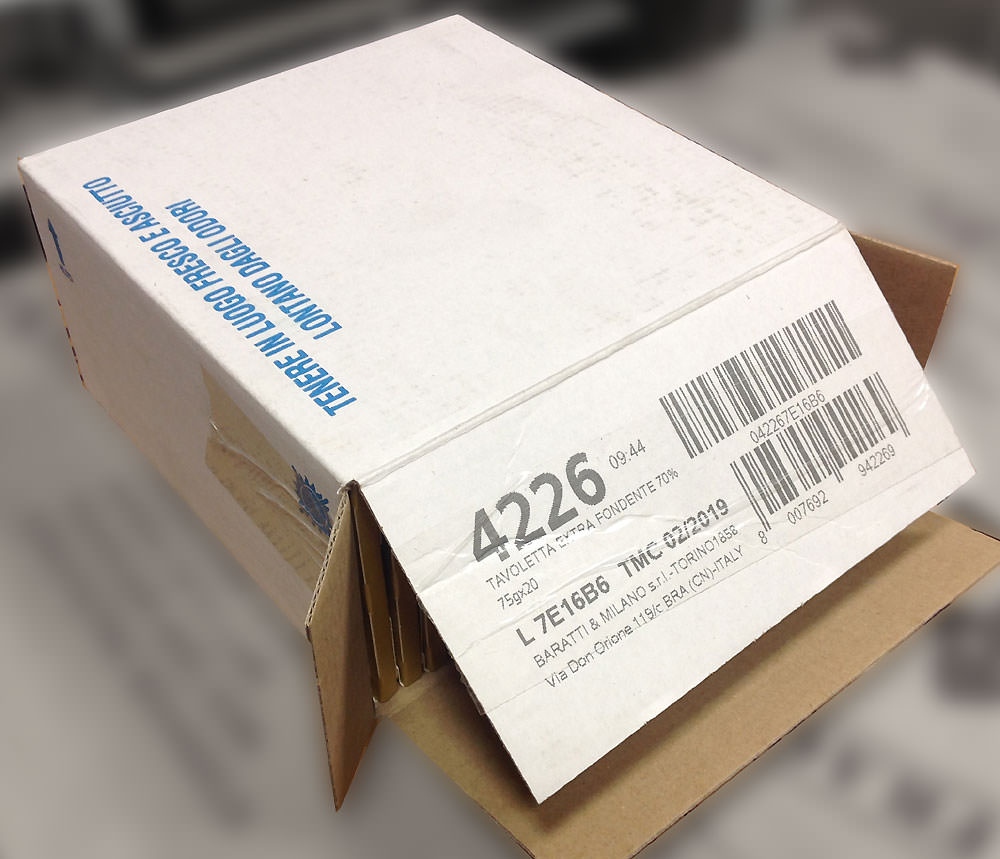 TENERE IN LUOGO FRESCO E ASCIUTTO
LONTANO DAGLI ODORI
4226 09:44
TAVOLETTA EXTRA FONDENTE 70%
75gx20
L 7E16B6 TMC 02/2019
BARATTI & MILANO s.r.l.-TORINO1858
Via Don Orione 119/c BRA (CN)-ITALY
042267E16B6
8 007692 942269